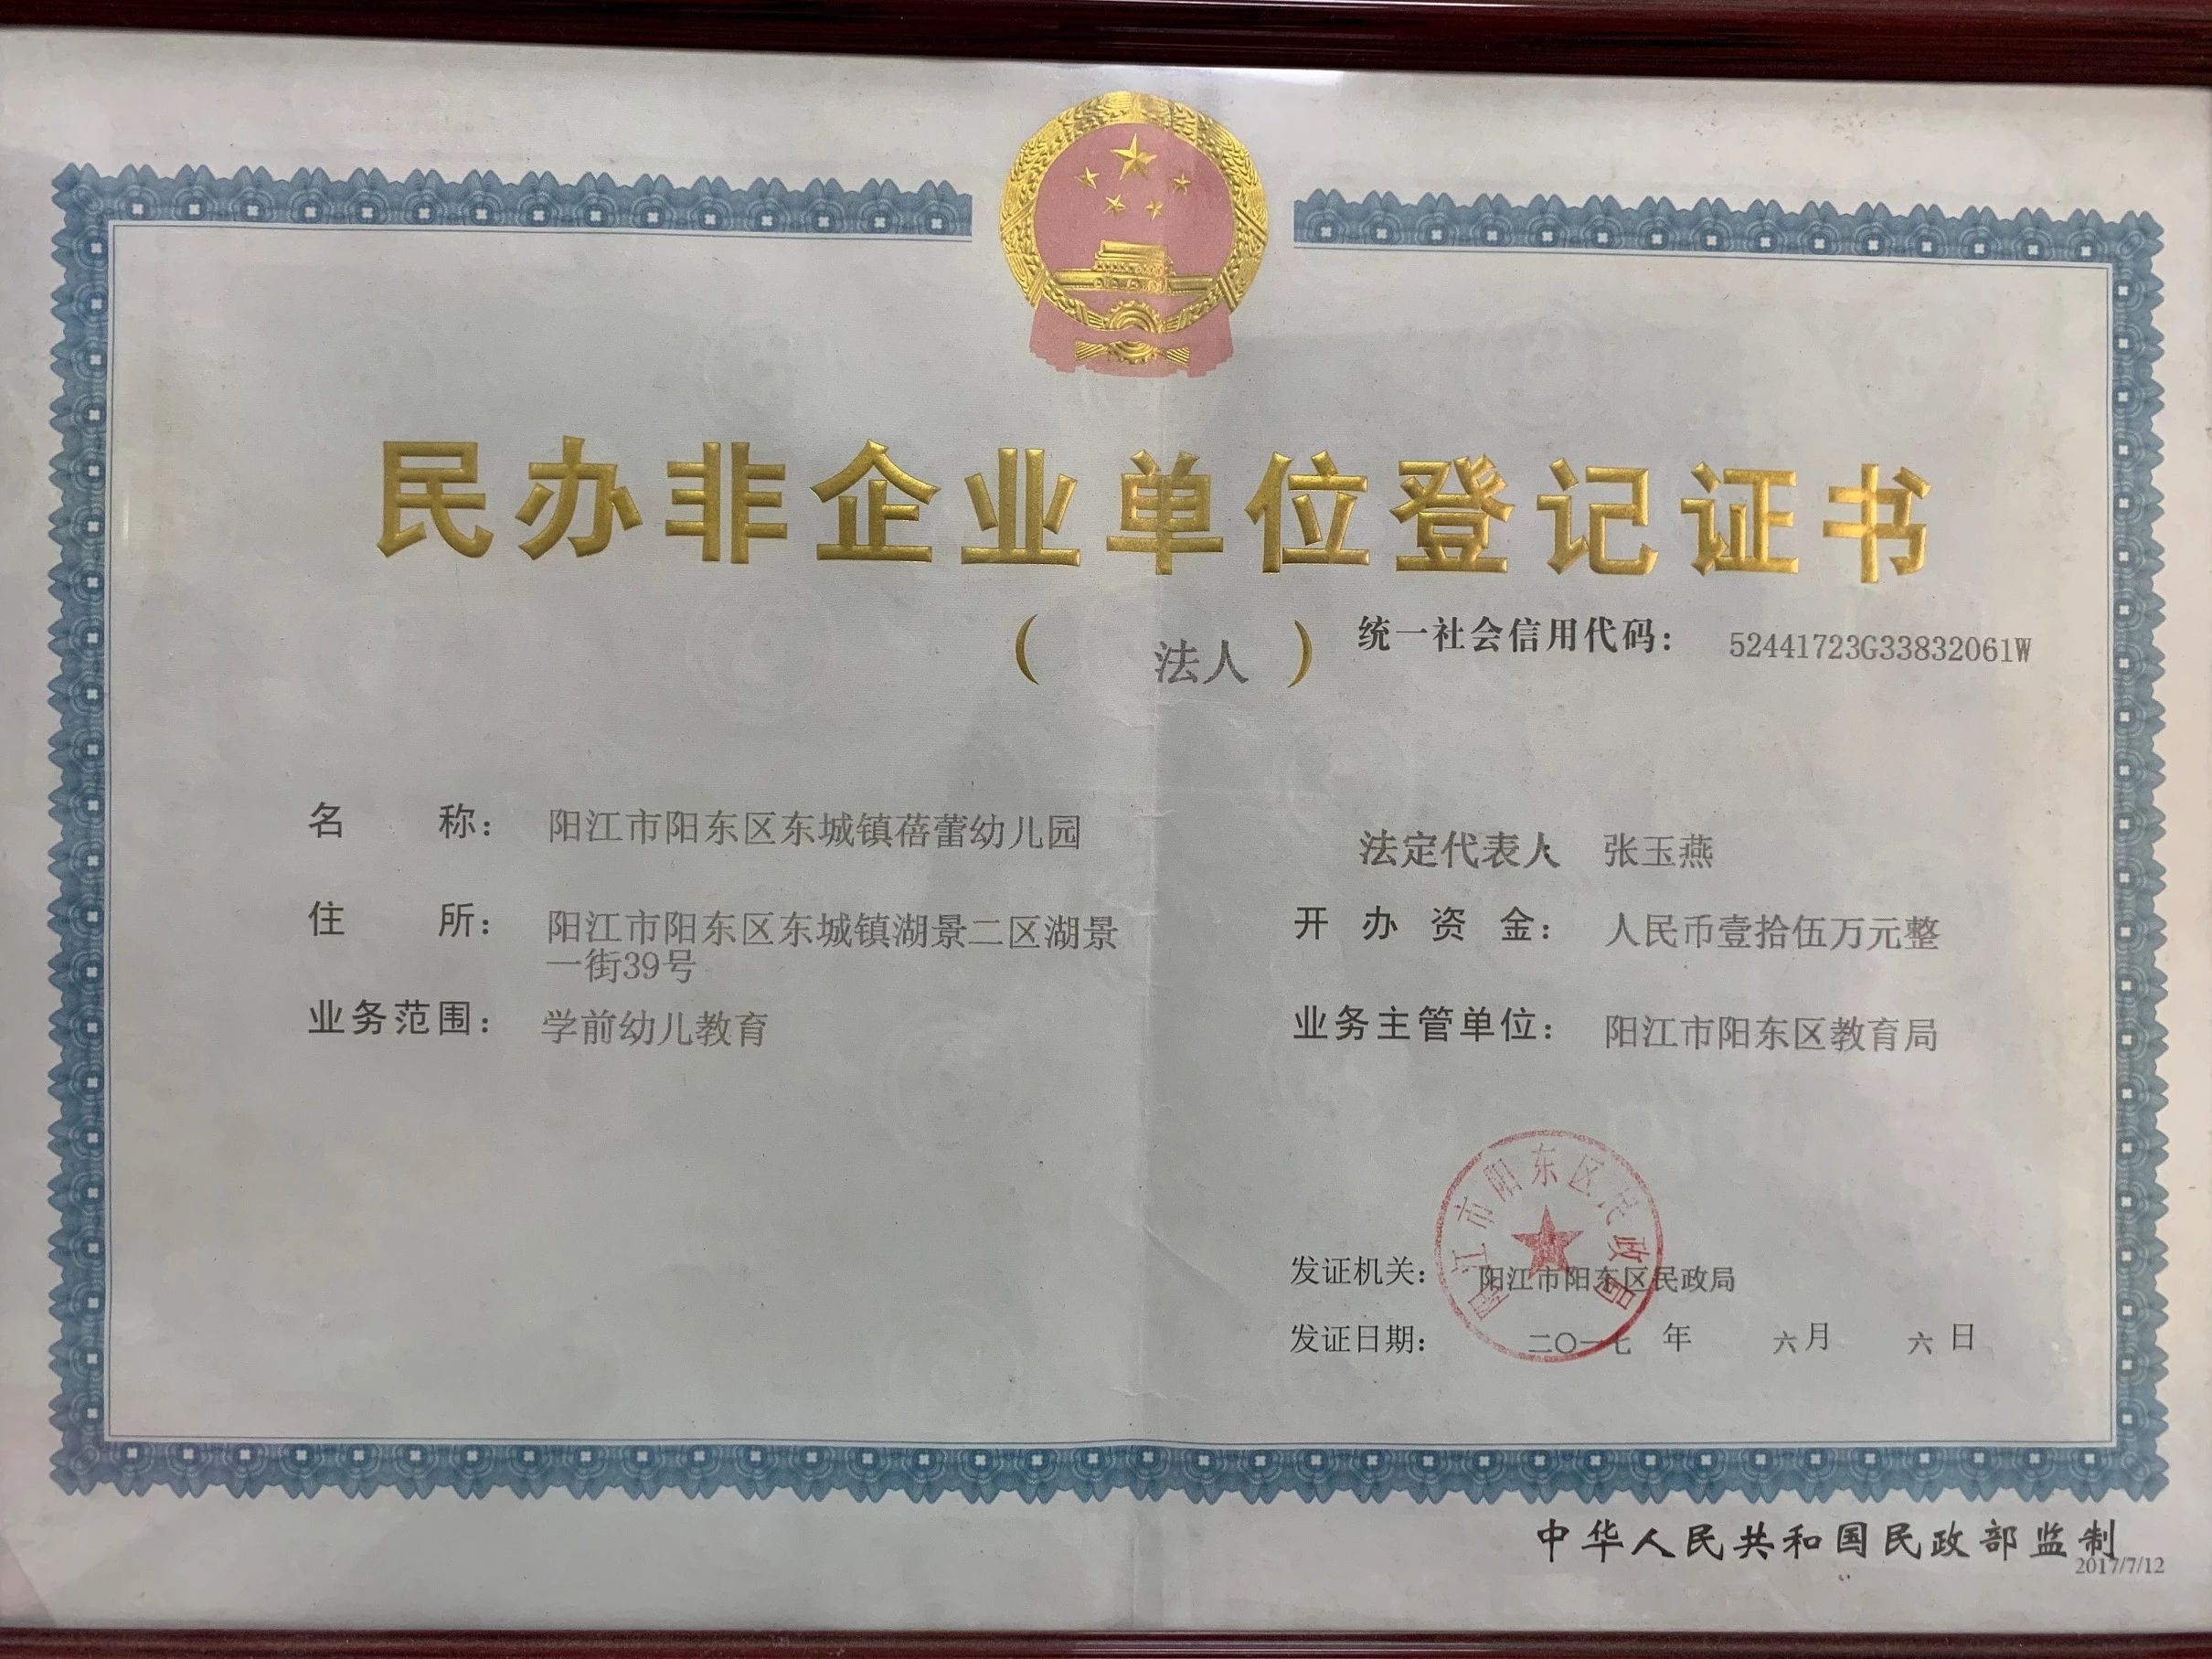 民办非企业单位登记证书
（ 法人 ） 统一社会信用代码： 52441723G33832061W
名 称： 阳江市阳东区东城镇蓓蕾幼儿园
法定代表人 张玉燕
住 所： 阳江市阳东区东城镇湖景二区湖景
一街39号
开办资金： 人民币壹拾伍万元整
业务范围： 学前幼儿教育
业务主管单位： 阳江市阳东区教育局
阳江市阳东区民政局
发证机关： 阳江市阳东区民政局
发证日期： 二〇一七 年 六月 六 日
中华人民共和国民政部监制
2017/7/12